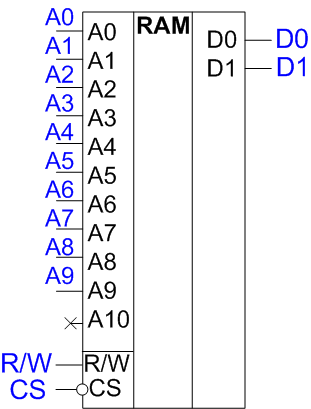 A0 RAM
A0 D0 D0
A1
A1 D1 D1
A2
A2
A3
A3
A4
A4
A5
A5
A6
A6
A7
A7
A8
A8
A9
A9
A10
R/W R/W
CS CS